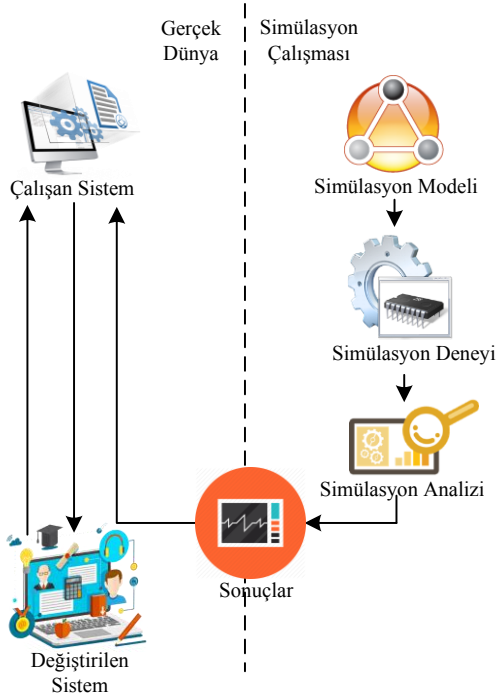 Gerçek
Dünya
Simülasyon
Çalışması
Çalışan Sistem
Simülasyon Modeli
Simülasyon Deneyi
Simülasyon Analizi
Sonuçlar
Değiştirilen
Sistem